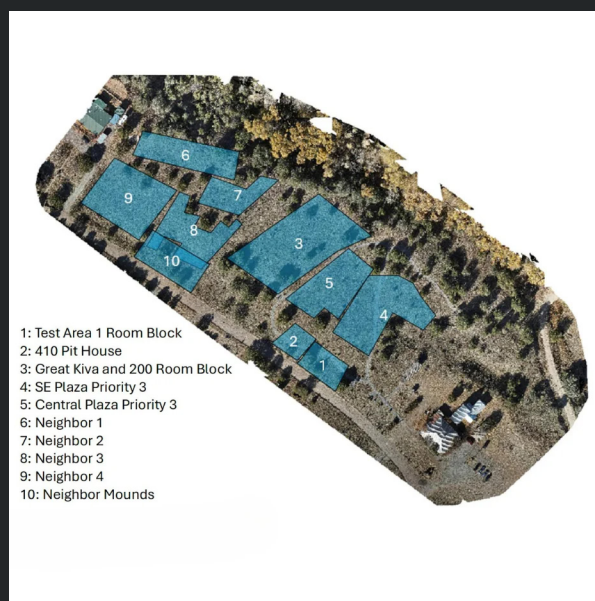 6
7
9
8
3
10
5
4
2
1
1: Test Area 1 Room Block
2: 410 Pit House
3: Great Kiva and 200 Room Block
4: SE Plaza Priority 3
5: Central Plaza Priority 3
6: Neighbor 1
7: Neighbor 2
8: Neighbor 3
9: Neighbor 4
10: Neighbor Mounds